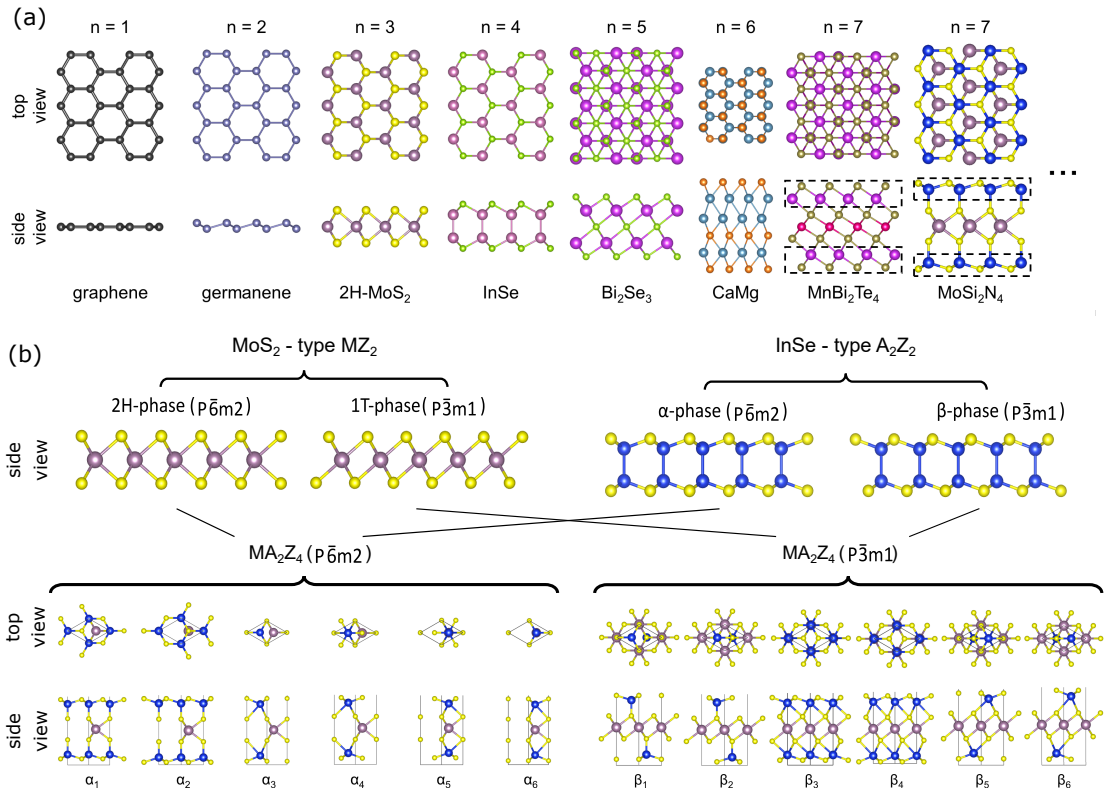 (a)
n = 1 n = 2 n = 3 n = 4 n = 5 n = 6 n = 7 n = 7
top view
side view
...
graphene germanene 2H-MoS₂ InSe Bi₂Se₃ CaMg MnBi₂Te₄ MoSi₂N₄
(b)
MoS₂ - type MZ₂ InSe - type A₂Z₂
2H-phase (P6̅m2) 1T-phase(P3̅m1) α-phase (P6̅m2) β-phase (P3̅m1)
side view
MA₂Z₄ (P6̅m2) MA₂Z₄ (P3̅m1)
top view
side view
α₁ α₂ α₃ α₄ α₅ α₆ β₁ β₂ β₃ β₄ β₅ β₆